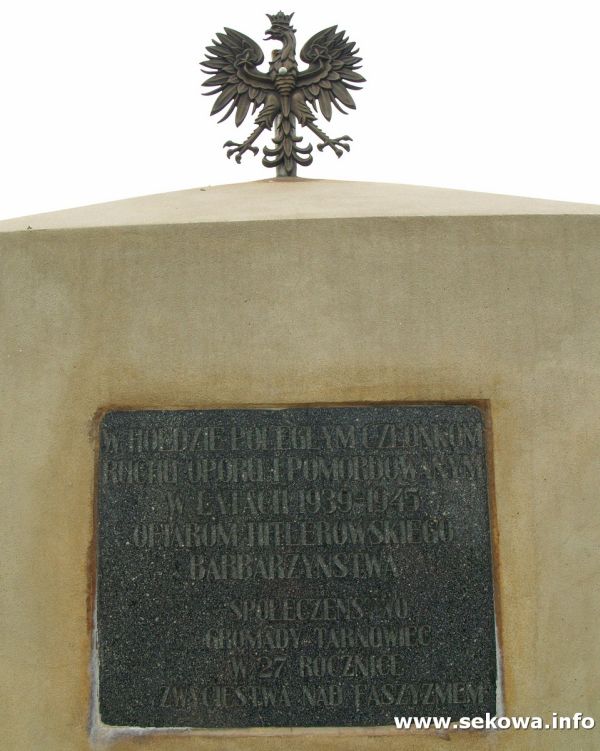 W HOŁDZIE POLEGŁYM CZŁONKOM
RUCHU OPORU I POMORDOWANYM
W LATACH 1939-1945
OFIAROM HITLEROWSKIEGO
BARBARZYŃSTWA
SPOŁECZEŃSTWO
GROMADY TARNOWIEC
W 27 ROCZNICE
ZWYCIĘSTWA NAD FASZYZMEM
www.sekowa.info